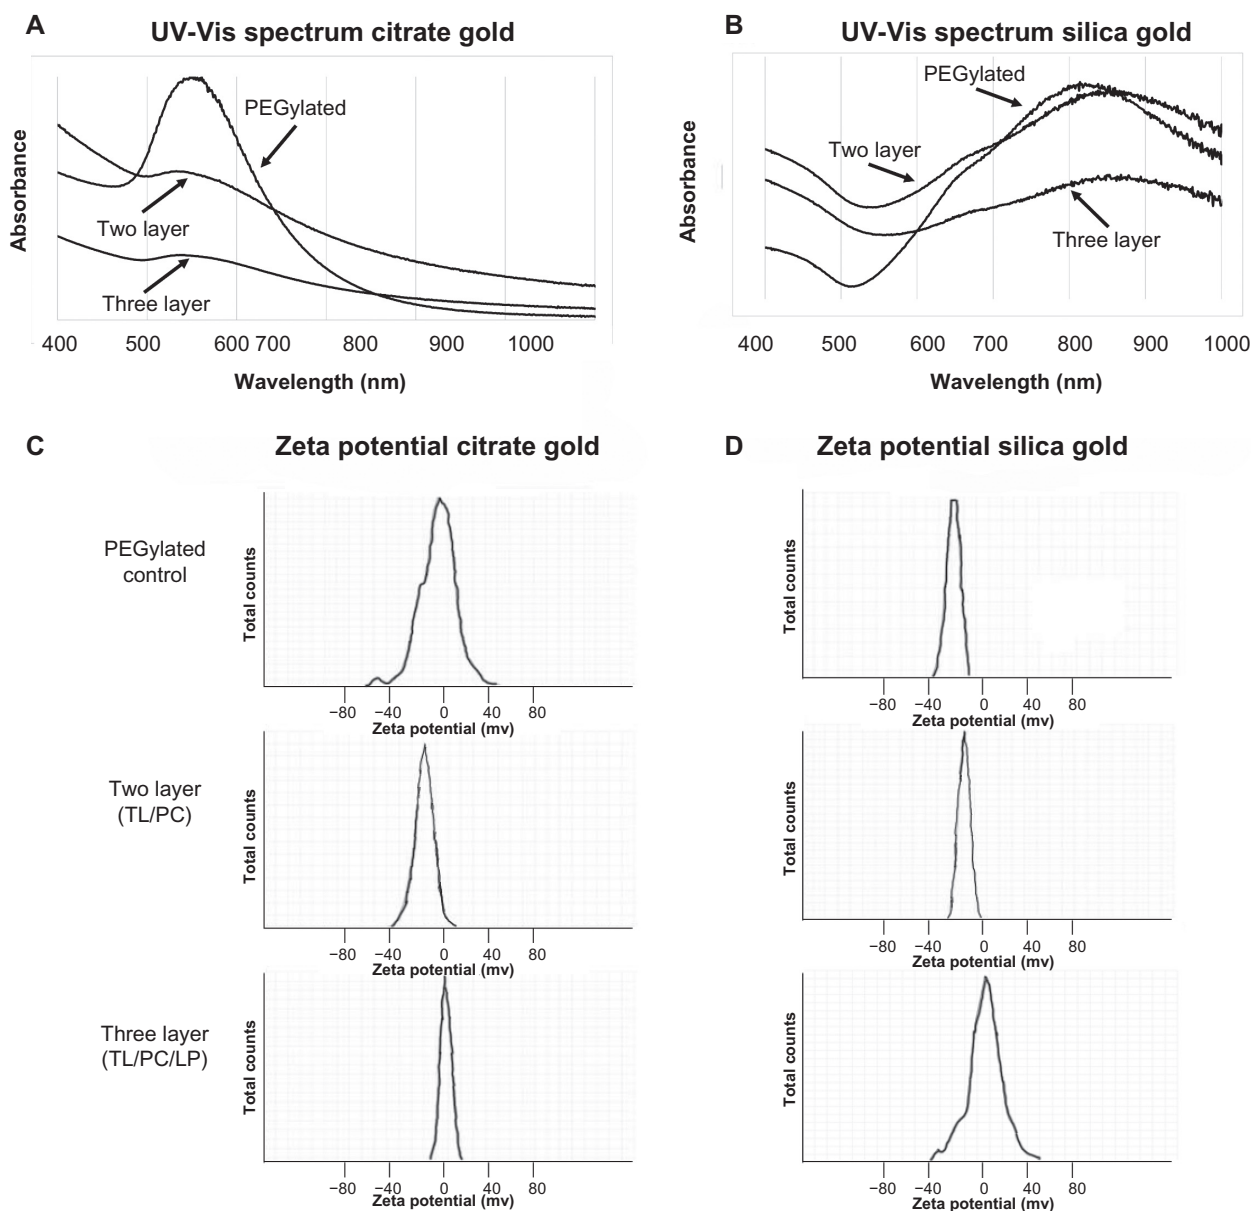 A
UV-Vis spectrum citrate gold
Absorbance
PEGylated
Two layer
Three layer
400 500 600 700 800 900 1000
Wavelength (nm)
B
UV-Vis spectrum silica gold
Absorbance
PEGylated
Two layer
Three layer
400 500 600 700 800 900 1000
Wavelength (nm)
C
Zeta potential citrate gold
D
Zeta potential silica gold
PEGylated
control
Total counts
−80 −40 0 40 80
Zeta potential (mv)
Total counts
−80 −40 0 40 80
Zeta potential (mv)
Two layer
(TL/PC)
Total counts
−80 −40 0 40 80
Zeta potential (mv)
Total counts
−80 −40 0 40 80
Zeta potential (mv)
Three layer
(TL/PC/LP)
Total counts
−80 −40 0 40 80
Zeta potential (mv)
Total counts
−80 −40 0 40 80
Zeta potential (mv)